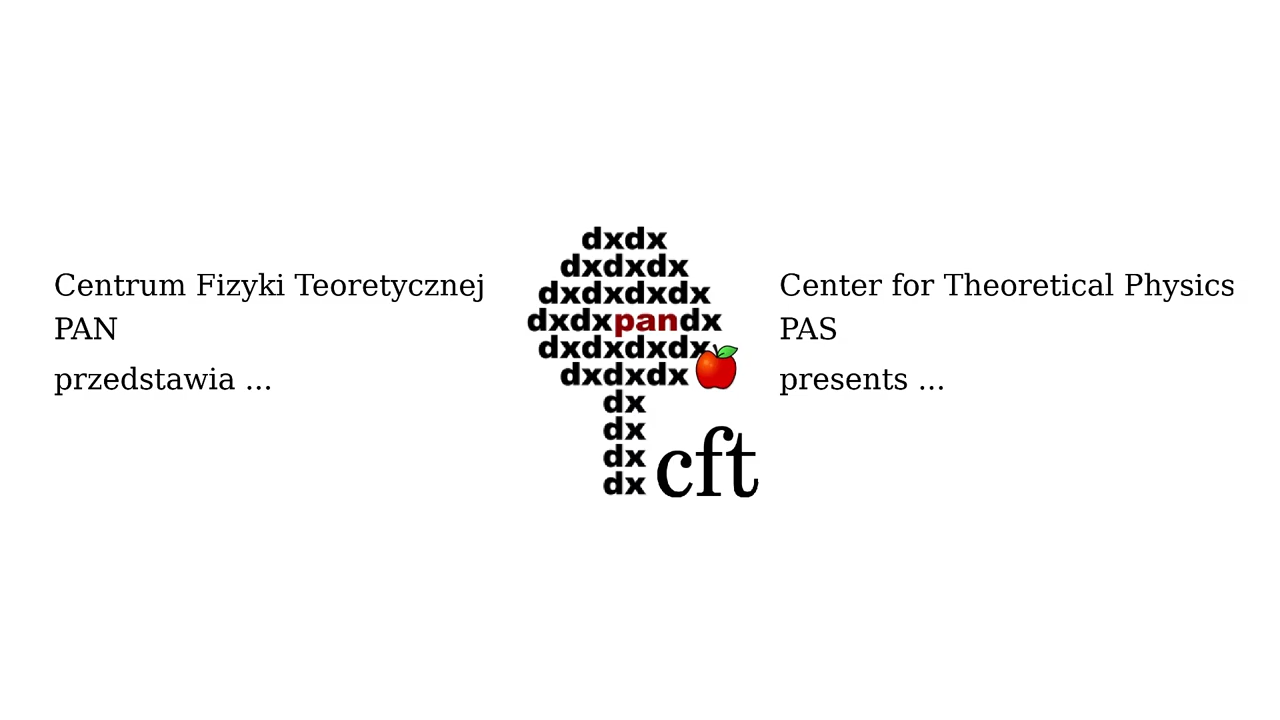 Centrum Fizyki Teoretycznej
PAN
przedstawia ...
dxdx
dxdxdx
dxdxdxdx
dxdxpandx
dxdxdxdx
dxdxdx
dx
dx
dx
dx
cft
Center for Theoretical Physics
PAS
presents ...